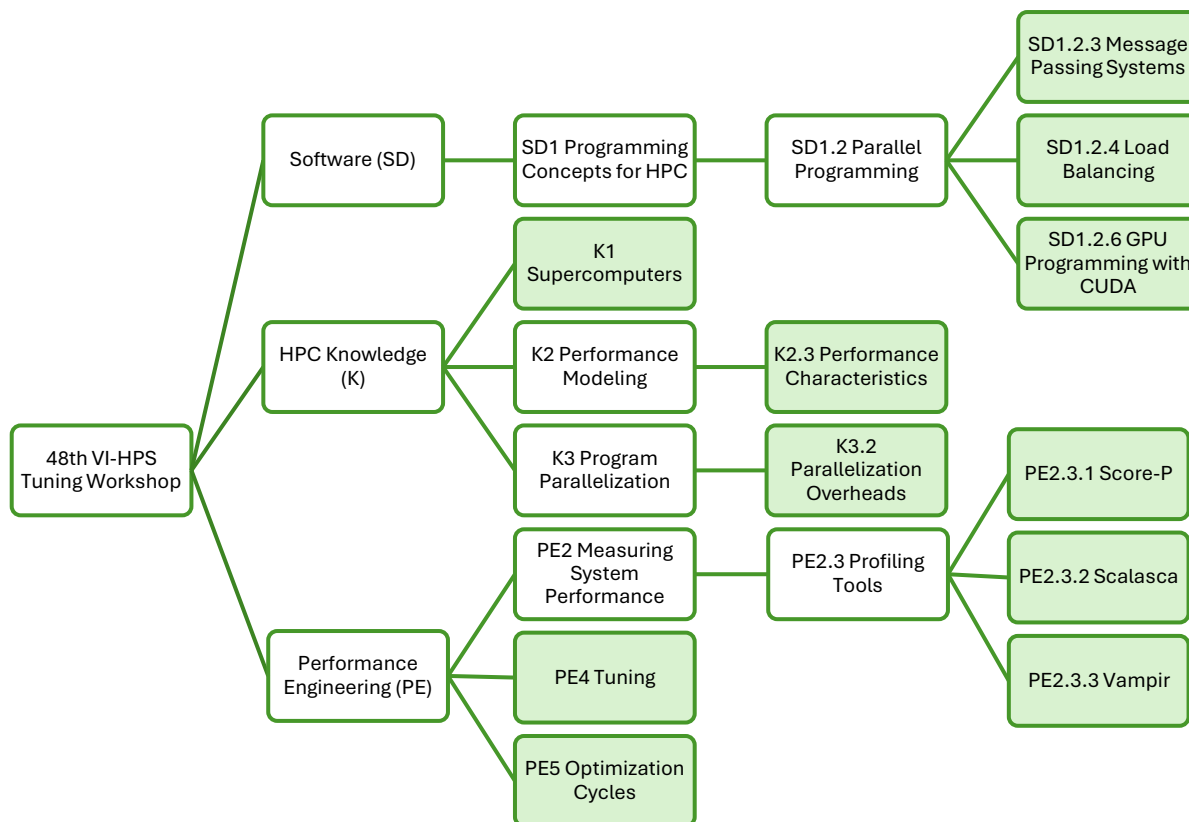 48th VI-HPS
Tuning Workshop
Software (SD)
SD1 Programming
Concepts for HPC
SD1.2 Parallel
Programming
SD1.2.3 Message
Passing Systems
SD1.2.4 Load
Balancing
SD1.2.6 GPU
Programming with
CUDA
HPC Knowledge
(K)
K1
Supercomputers
K2 Performance
Modeling
K2.3 Performance
Characteristics
K3 Program
Parallelization
K3.2
Parallelization
Overheads
Performance
Engineering (PE)
PE2 Measuring
System
Performance
PE2.3 Profiling
Tools
PE2.3.1 Score-P
PE2.3.2 Scalasca
PE2.3.3 Vampir
PE4 Tuning
PE5 Optimization
Cycles